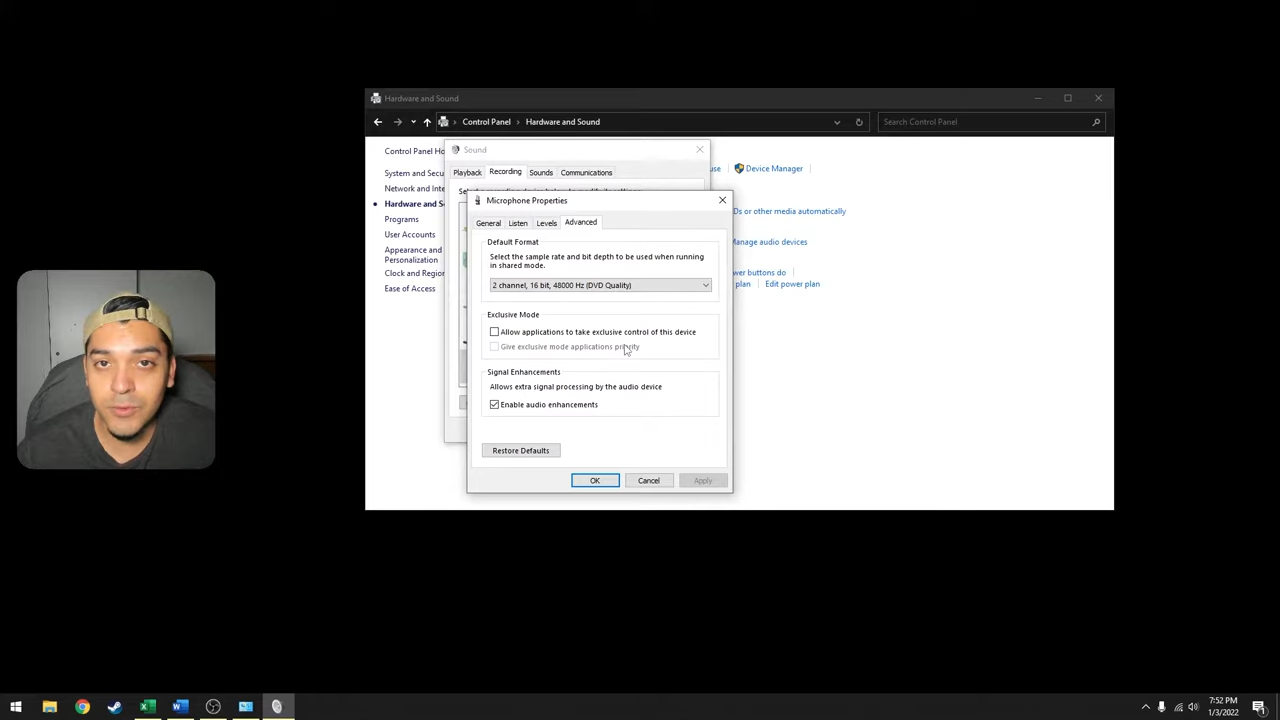 Hardware and Sound
Control Panel > Hardware and Sound
Search Control Panel
Control Panel Ho
System and Secur
Network and Inte
Hardware and So
Programs
User Accounts
Appearance and
Personalization
Clock and Region
Ease of Access
use
Device Manager
Ds or other media automatically
Manage audio devices
wer buttons do
plan
Edit power plan
Sound
Playback
Recording
Sounds
Communications
Microphone Properties
General
Listen
Levels
Advanced
Default Format
Select the sample rate and bit depth to be used when running
in shared mode.
2 channel, 16 bit, 48000 Hz (DVD Quality)
Exclusive Mode
Allow applications to take exclusive control of this device
Give exclusive mode applications priority
Signal Enhancements
Allows extra signal processing by the audio device
Enable audio enhancements
Restore Defaults
OK
Cancel
Apply
7:52 PM
1/3/2022